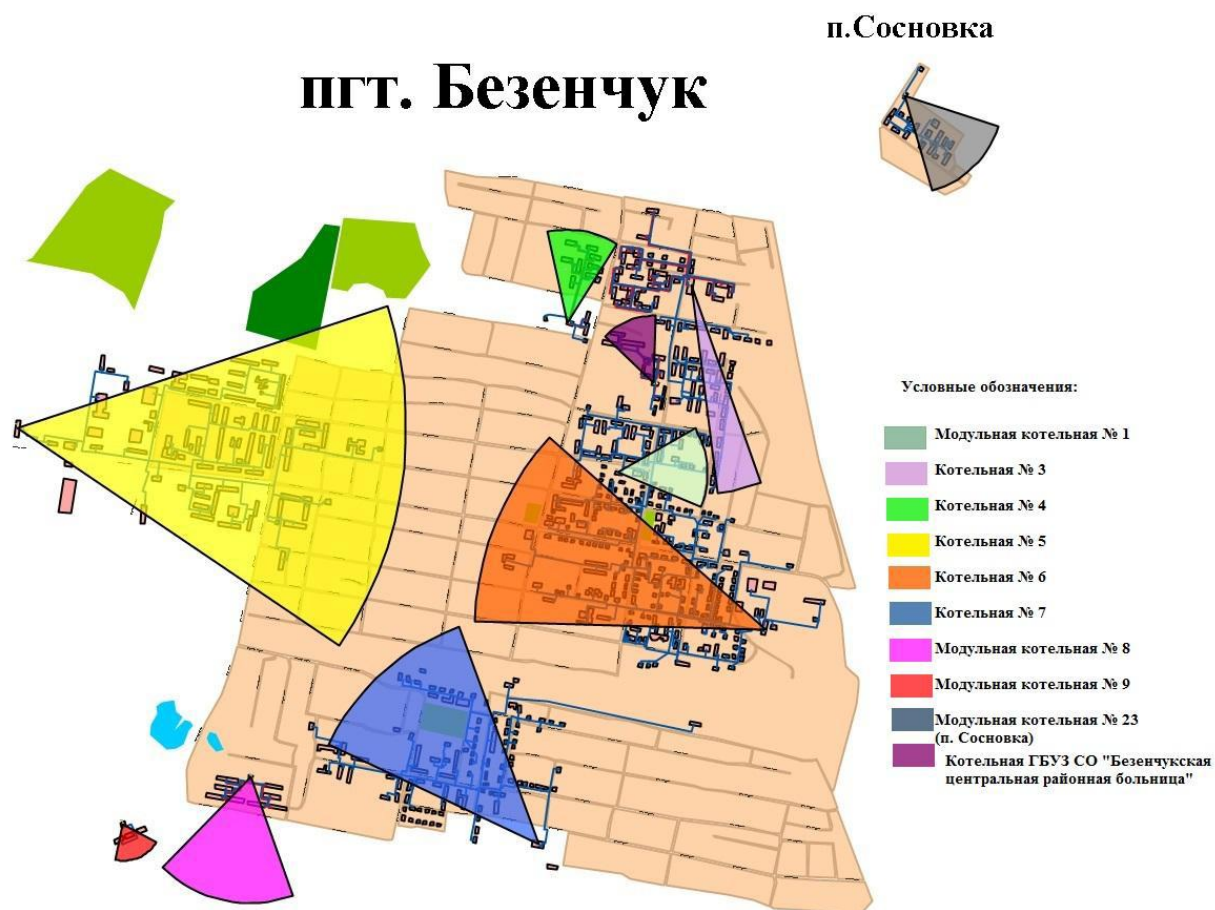 п.Сосновка
пгт. Безенчук
Условные обозначения:
Модульная котельная № 1
Котельная № 3
Котельная № 4
Котельная № 5
Котельная № 6
Котельная № 7
Модульная котельная № 8
Модульная котельная № 9
Модульная котельная № 23
(п. Сосновка)
Котельная ГБУЗ СО "Безенчукская
центральная районная больница"